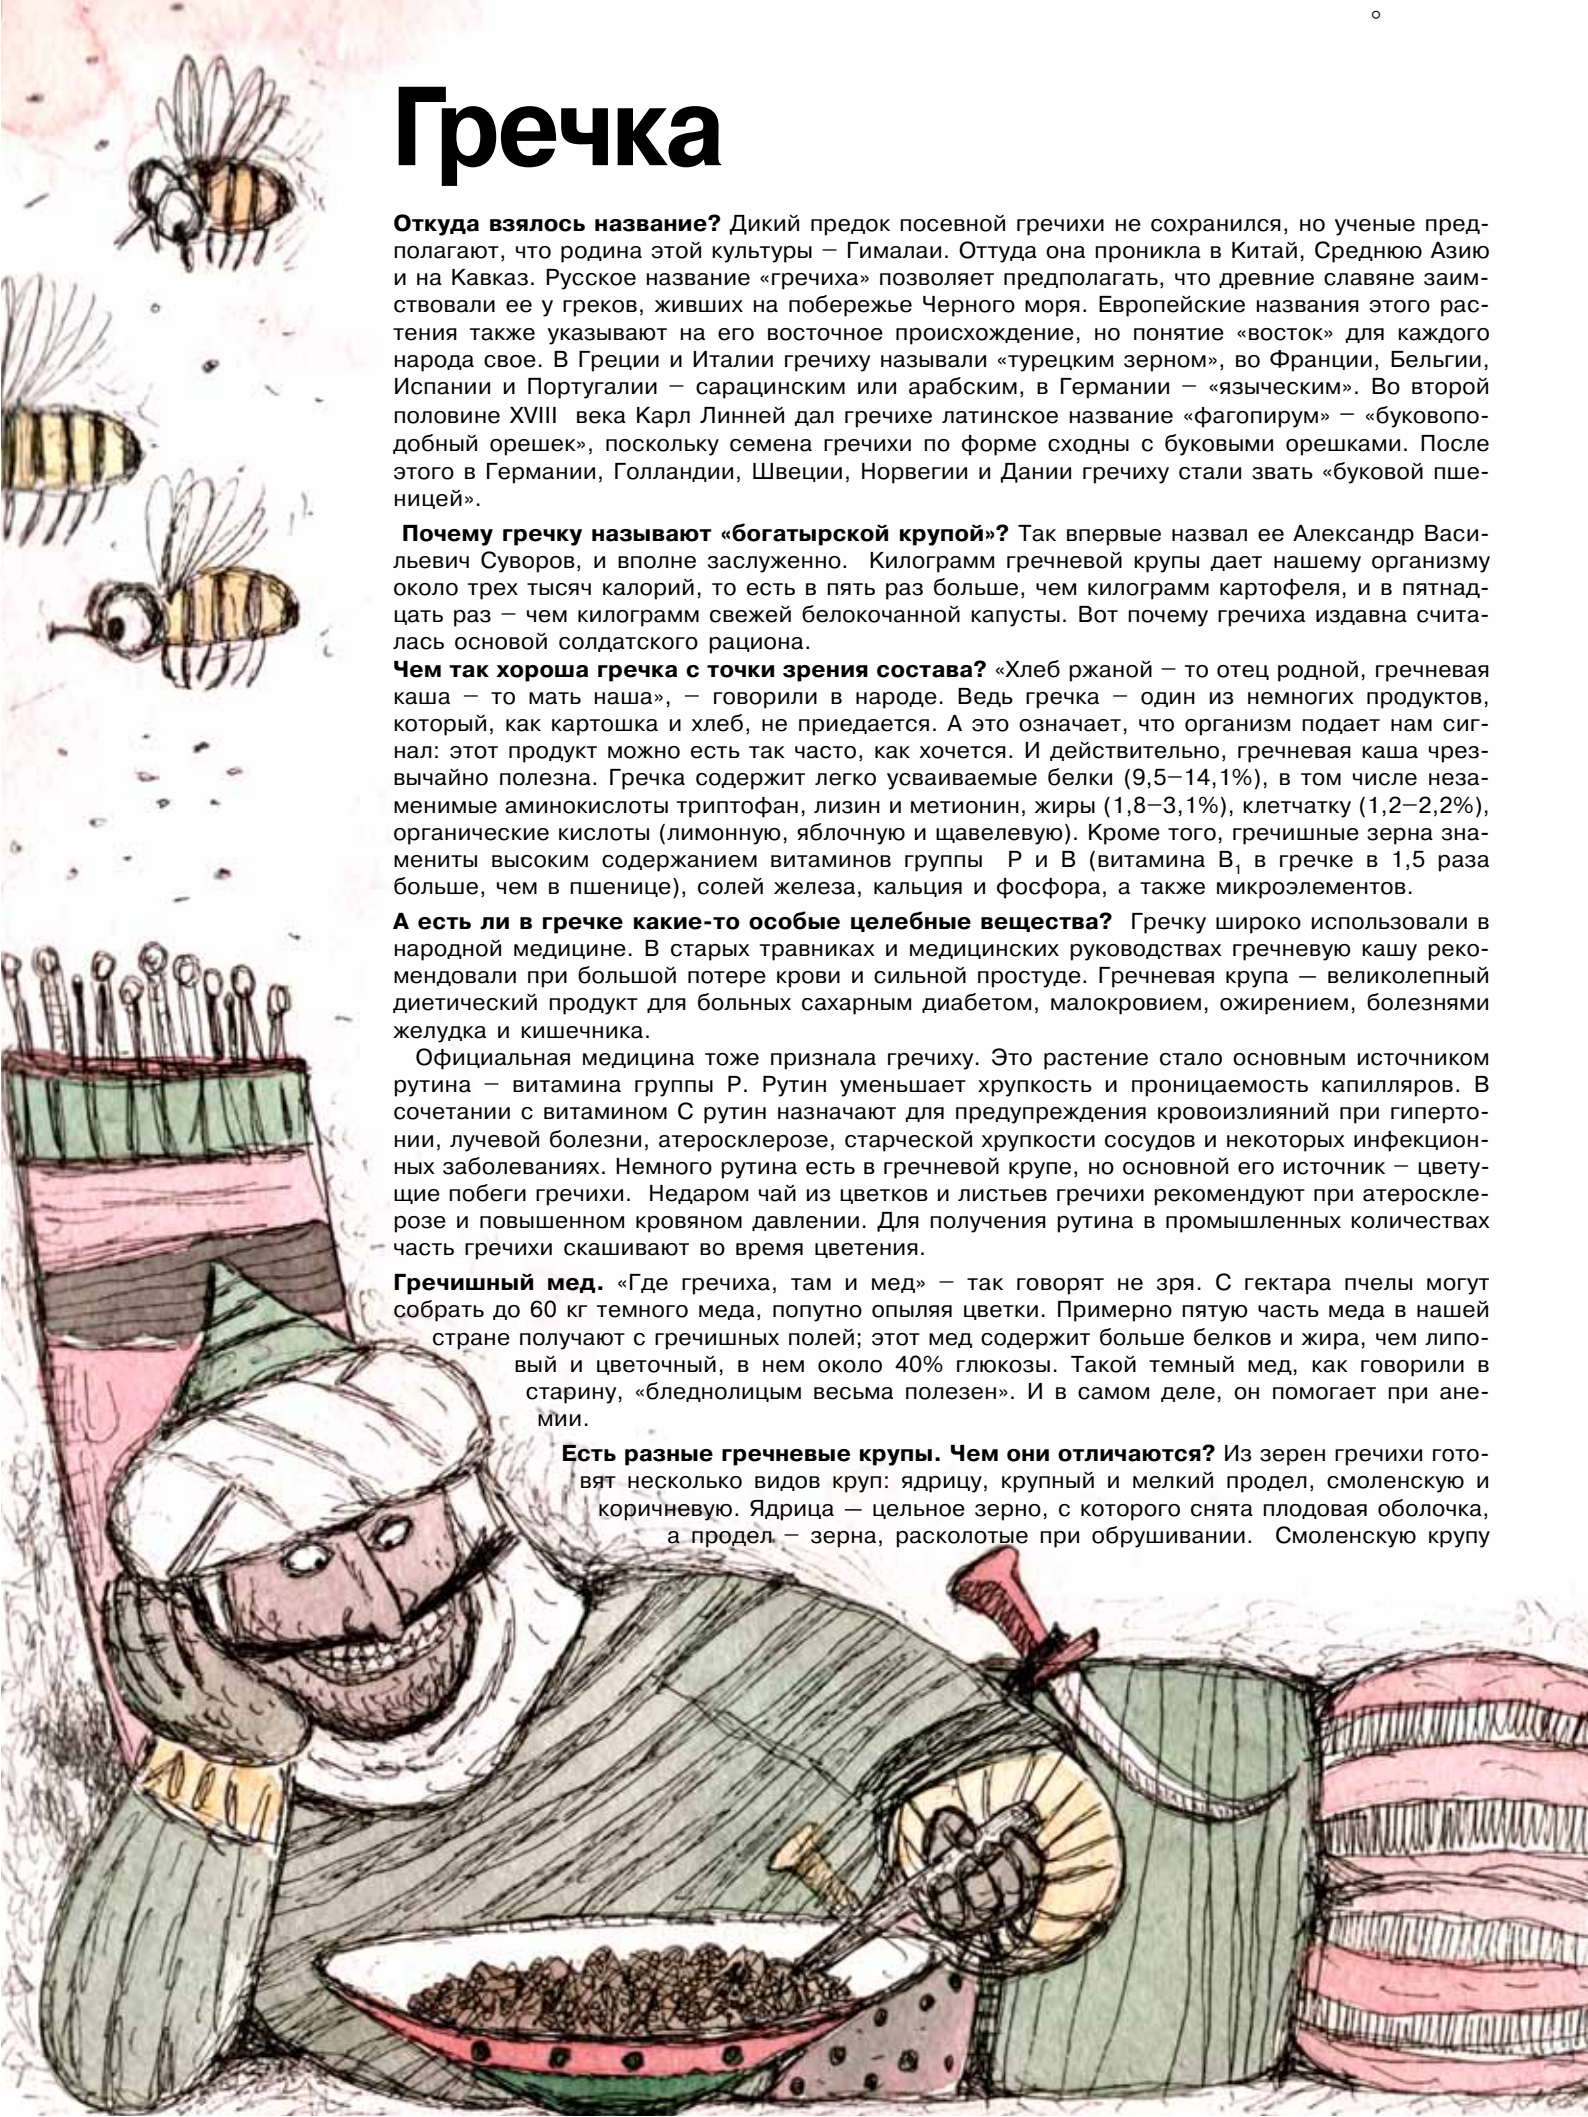 Гречка
Откуда взялось название? Дикий предок посевной гречихи не сохранился, но ученые пред-
полагают, что родина этой культуры – Гималаи. Оттуда она проникла в Китай, Среднюю Азию
и на Кавказ. Русское название «гречиха» позволяет предполагать, что древние славяне заим-
ствовали ее у греков, живших на побережье Черного моря. Европейские названия этого рас-
тения также указывают на его восточное происхождение, но понятие «восток» для каждого
народа свое. В Греции и Италии гречиху называли «турецким зерном», во Франции, Бельгии,
Испании и Португалии – сарацинским или арабским, в Германии – «языческим». Во второй
половине XVIII века Карл Линней дал гречихе латинское название «фагопирум» – «буковопо-
добный орешек», поскольку семена гречихи по форме сходны с буковыми орешками. После
этого в Германии, Голландии, Швеции, Норвегии и Дании гречиху стали звать «буковой пше-
ницей».
Почему гречку называют «богатырской крупой»? Так впервые назвал ее Александр Васи-
льевич Суворов, и вполне заслуженно. Килограмм гречневой крупы дает нашему организму
около трех тысяч калорий, то есть в пять раз больше, чем килограмм картофеля, и в пятнад-
цать раз – чем килограмм свежей белокочанной капусты. Вот почему гречиха издавна счита-
лась основой солдатского рациона.
Чем так хороша гречка с точки зрения состава? «Хлеб ржаной – то отец родной, гречневая
каша – то мать наша», – говорили в народе. Ведь гречка – один из немногих продуктов,
который, как картошка и хлеб, не приедается. А это означает, что организм подает нам сиг-
нал: этот продукт можно есть так часто, как хочется. И действительно, гречневая каша чрез-
вычайно полезна. Гречка содержит легко усваиваемые белки (9,5–14,1%), в том числе неза-
менимые аминокислоты триптофан, лизин и метионин, жиры (1,8–3,1%), клетчатку (1,2–2,2%),
органические кислоты (лимонную, яблочную и щавелевую). Кроме того, гречишные зерна зна-
мениты высоким содержанием витаминов группы Р и В (витамина В₁ в гречке в 1,5 раза
больше, чем в пшенице), солей железа, кальция и фосфора, а также микроэлементов.
А есть ли в гречке какие-то особые целебные вещества? Гречку широко использовали в
народной медицине. В старых травниках и медицинских руководствах гречневую кашу реко-
мендовали при большой потере крови и сильной простуде. Гречневая крупа — великолепный
диетический продукт для больных сахарным диабетом, малокровием, ожирением, болезнями
желудка и кишечника.
Официальная медицина тоже признала гречиху. Это растение стало основным источником
рутина – витамина группы Р. Рутин уменьшает хрупкость и проницаемость капилляров. В
сочетании с витамином С рутин назначают для предупреждения кровоизлияний при гиперто-
нии, лучевой болезни, атеросклерозе, старческой хрупкости сосудов и некоторых инфекцион-
ных заболеваниях. Немного рутина есть в гречневой крупе, но основной его источник – цвету-
щие побеги гречихи. Недаром чай из цветков и листьев гречихи рекомендуют при атероскле-
розе и повышенном кровяном давлении. Для получения рутина в промышленных количествах
часть гречихи скашивают во время цветения.
Гречишный мед. «Где гречиха, там и мед» – так говорят не зря. С гектара пчелы могут
собрать до 60 кг темного меда, попутно опыляя цветки. Примерно пятую часть меда в нашей
стране получают с гречишных полей; этот мед содержит больше белков и жира, чем липо-
вый и цветочный, в нем около 40% глюкозы. Такой темный мед, как говорили в
старину, «бледнолицым весьма полезен». И в самом деле, он помогает при ане-
мии.
Есть разные гречневые крупы. Чем они отличаются? Из зерен гречихи гото-
вят несколько видов круп: ядрицу, крупный и мелкий продел, смоленскую и
коричневую. Ядрица — цельное зерно, с которого снята плодовая оболочка,
а продел – зерна, расколотые при обрушивании. Смоленскую крупу